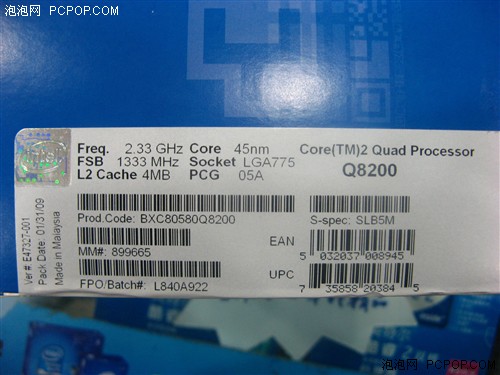 泡泡网 PCPOP.COM
Freq. 2.33 GHz Core 45nm
FSB 1333 MHz Socket LGA775
L2 Cache 4MB PCG 05A
Core(TM)2 Quad Processor
Q8200
Prod.Code: BXC80580Q8200
S-spec: SLB5M
MM#: 899665
EAN
5 032037 008945
FPO/Batch#: L840A922
UPC
7 35858 20384 5
Ver # E47327-001
Pack Date: 01/31/09
Made in Malaysia
intel
泡泡网 PCPOP.COM